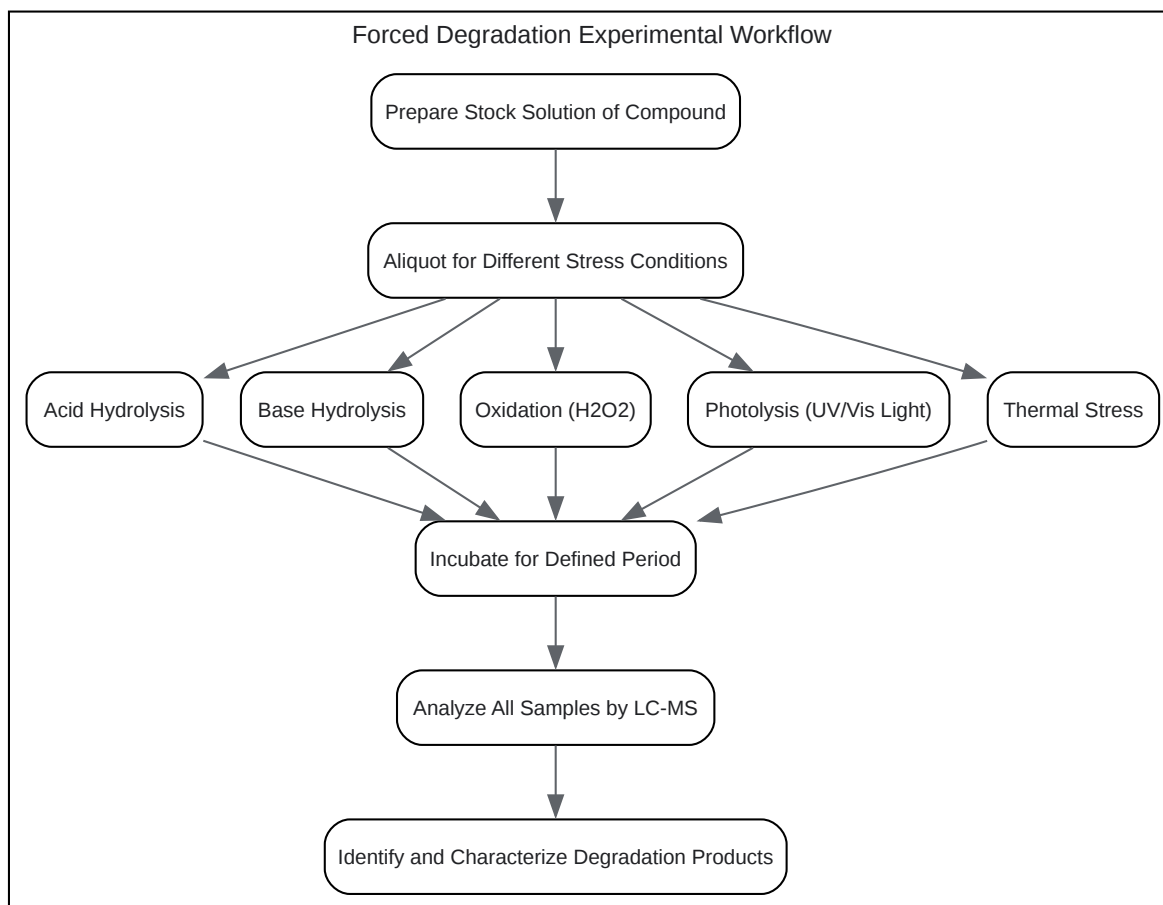 Forced Degradation Experimental Workflow
Prepare Stock Solution of Compound
Aliquot for Different Stress Conditions
Acid Hydrolysis
Base Hydrolysis
Oxidation (H2O2)
Photolysis (UV/Vis Light)
Thermal Stress
Incubate for Defined Period
Analyze All Samples by LC-MS
Identify and Characterize Degradation Products